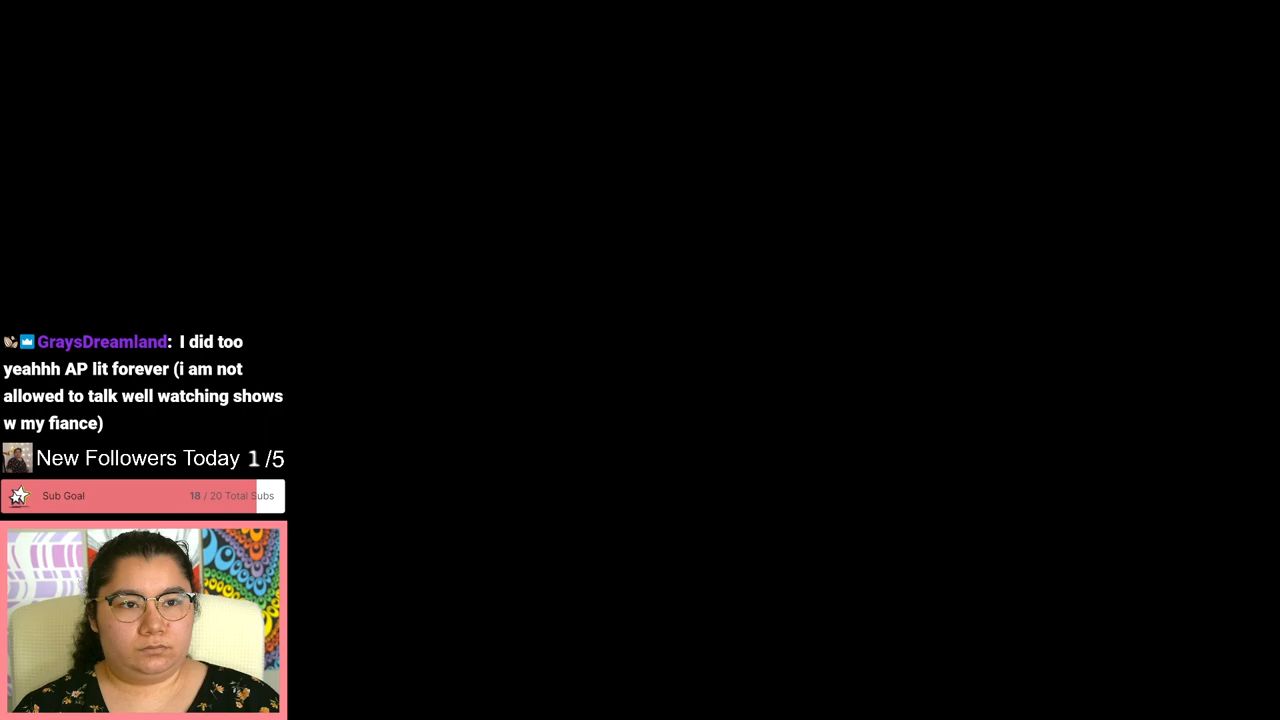 GraysDreamland: I did too
yeahhh AP lit forever (i am not
allowed to talk well watching shows
w my fiance)
New Followers Today 1 /5
Sub Goal 18 / 20 Total Subs